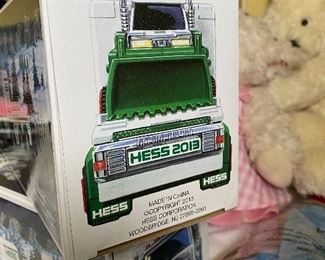 HESS 2013
HESS HESS
MADE IN CHINA
©COPYRIGHT 2013
HESS CORPORATION
WOODBRIDGE, NJ 07095-0961